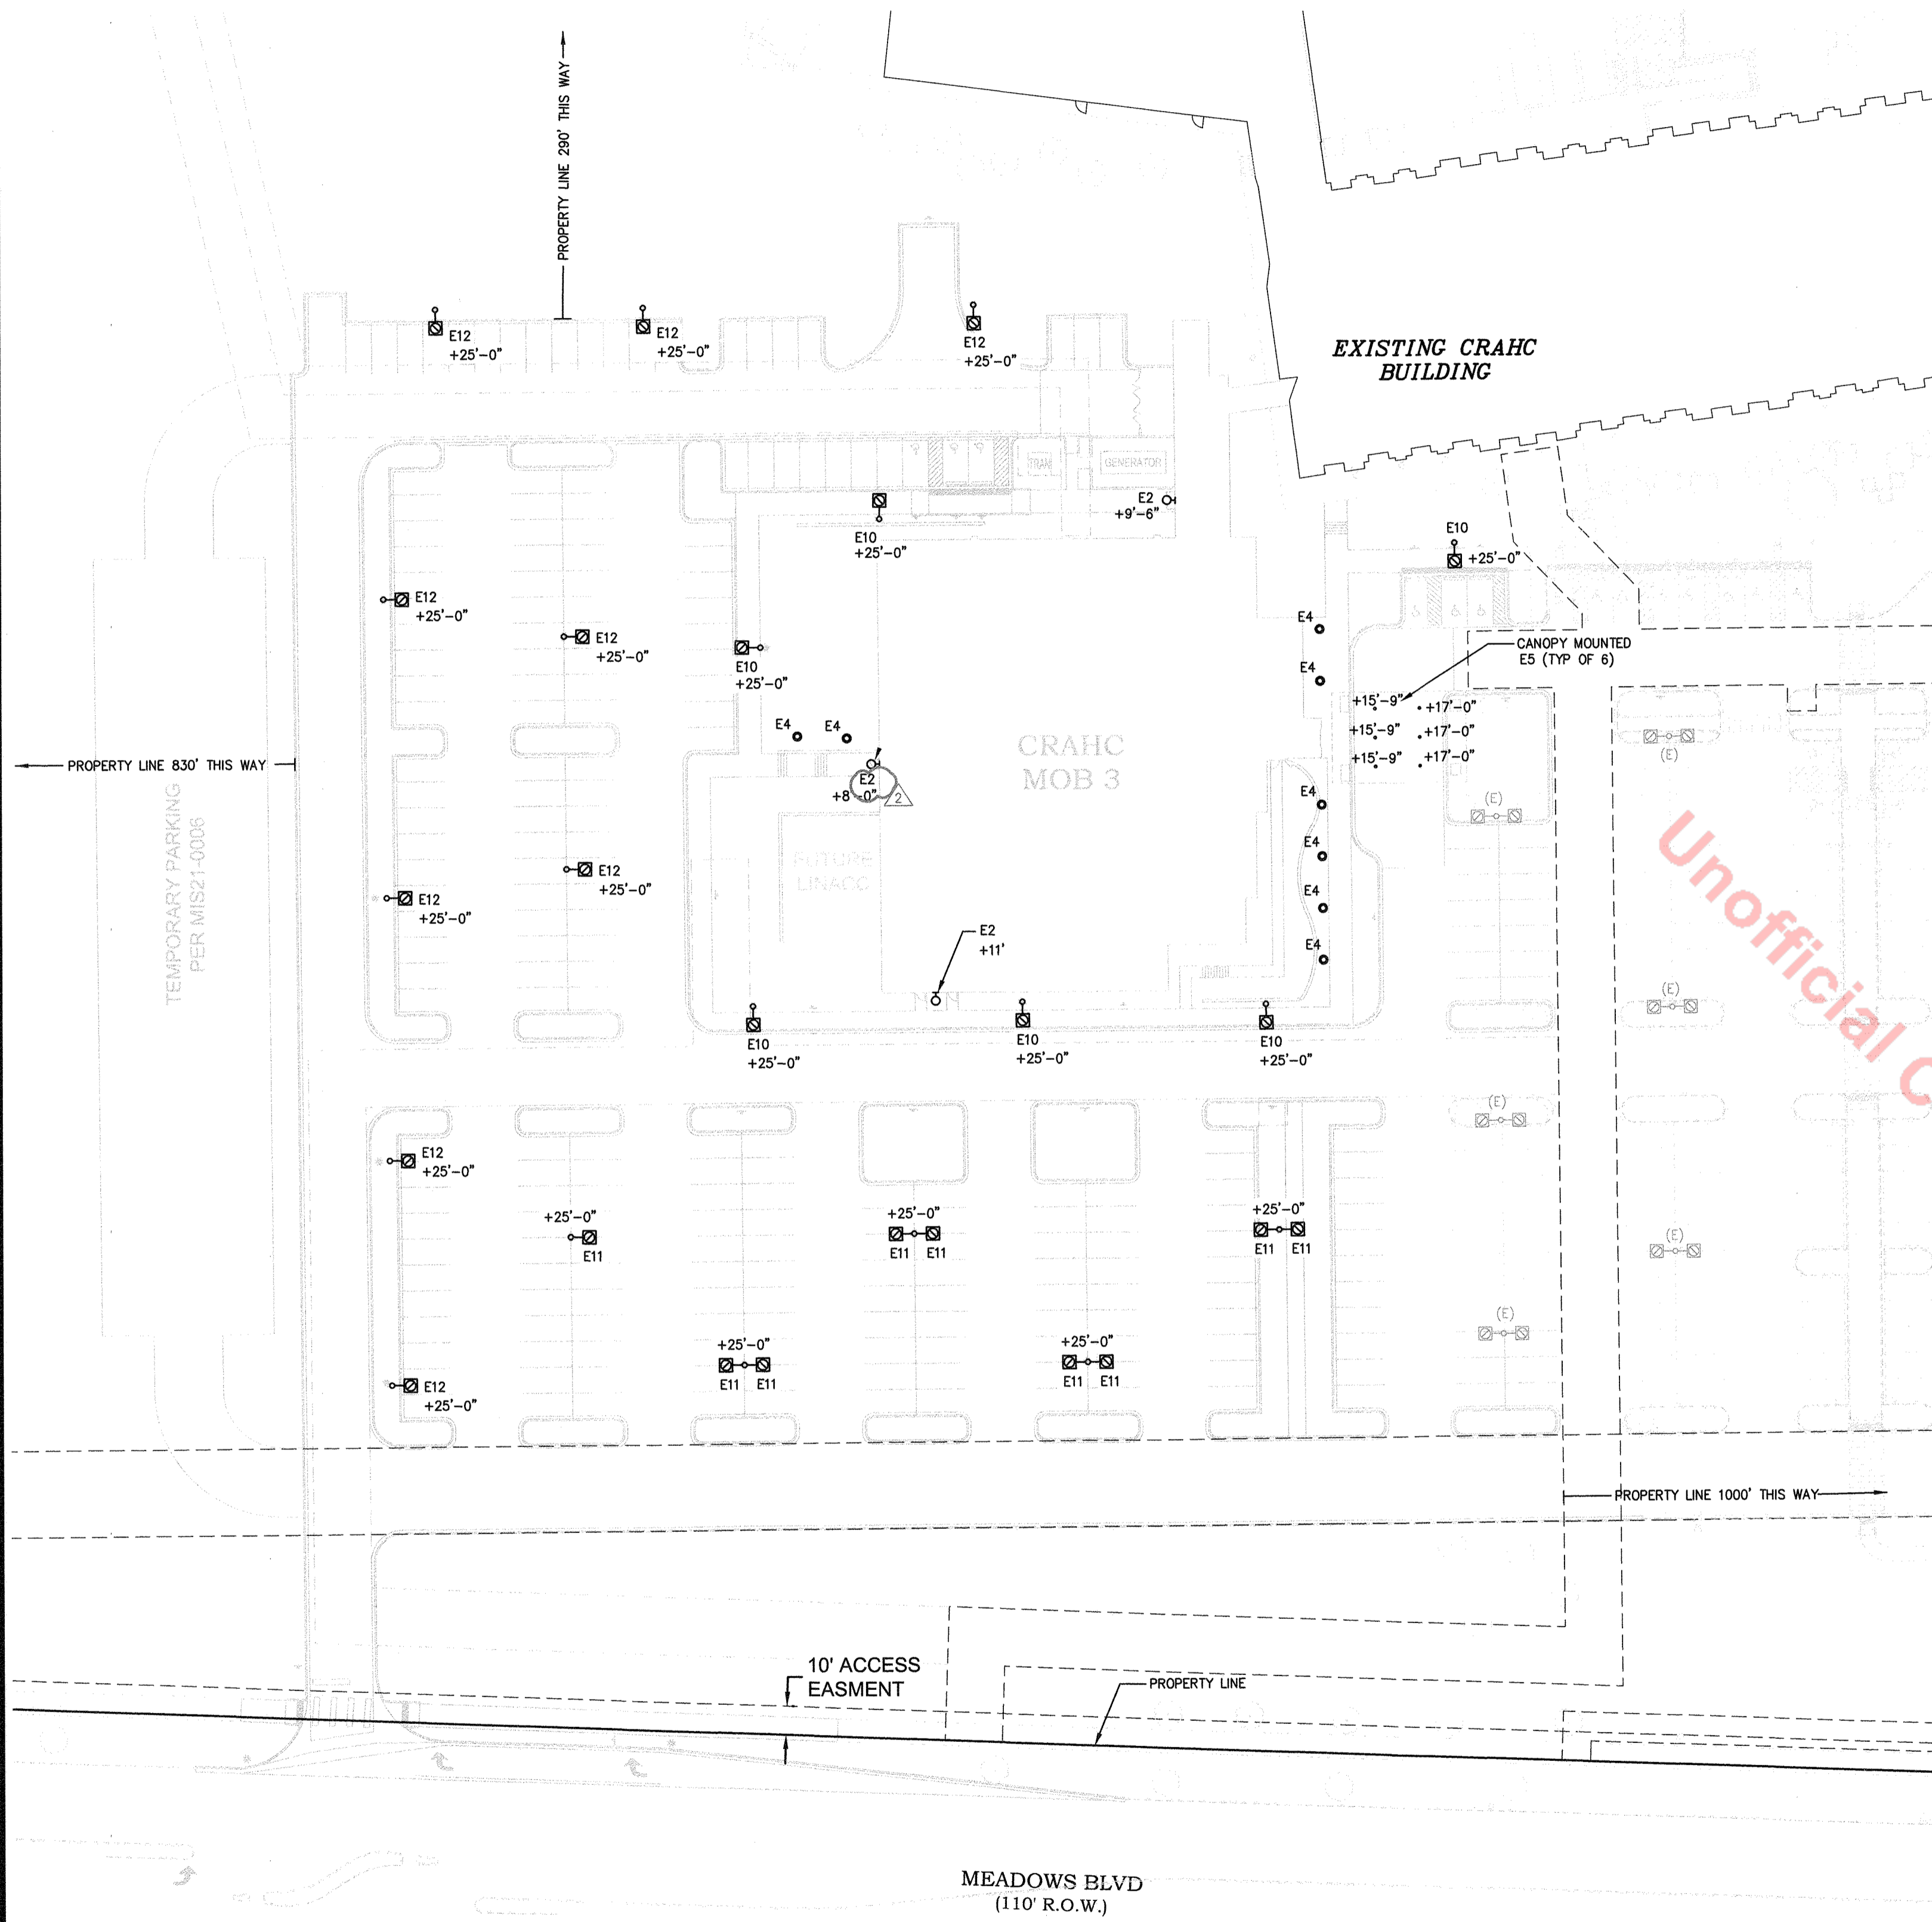 PROPERTY LINE 290' THIS WAY
E12
+25'-0"
E12
+25'-0"
E12
+25'-0"
EXISTING CRAHC
BUILDING
TRAN
GENERATOR
E2
+9'-6"
E10
+25'-0"
E10
+25'-0"
E12
+25'-0"
E12
+25'-0"
E10
+25'-0"
E4
E4
CANOPY MOUNTED
E5 (TYP OF 6)
+15'-9"
+17'-0"
+15'-9"
+17'-0"
+15'-9"
+17'-0"
E4
E4
CRAHC
MOB 3
(E)
PROPERTY LINE 830' THIS WAY
E2
+8'-0"
2
E4
(E)
TEMPORARY PARKING
PER MIS21-0006
FUTURE
LINACC
E4
E12
+25'-0"
E12
+25'-0"
E4
E2
+11'
E4
Unofficial C
(E)
E10
+25'-0"
E10
+25'-0"
E10
+25'-0"
(E)
E12
+25'-0"
+25'-0"
E11
+25'-0"
E11 E11
+25'-0"
E11 E11
(E)
(E)
+25'-0"
E11 E11
+25'-0"
E11 E11
E12
+25'-0"
PROPERTY LINE 1000' THIS WAY
10' ACCESS
EASMENT
PROPERTY LINE
MEADOWS BLVD
(110' R.O.W.)